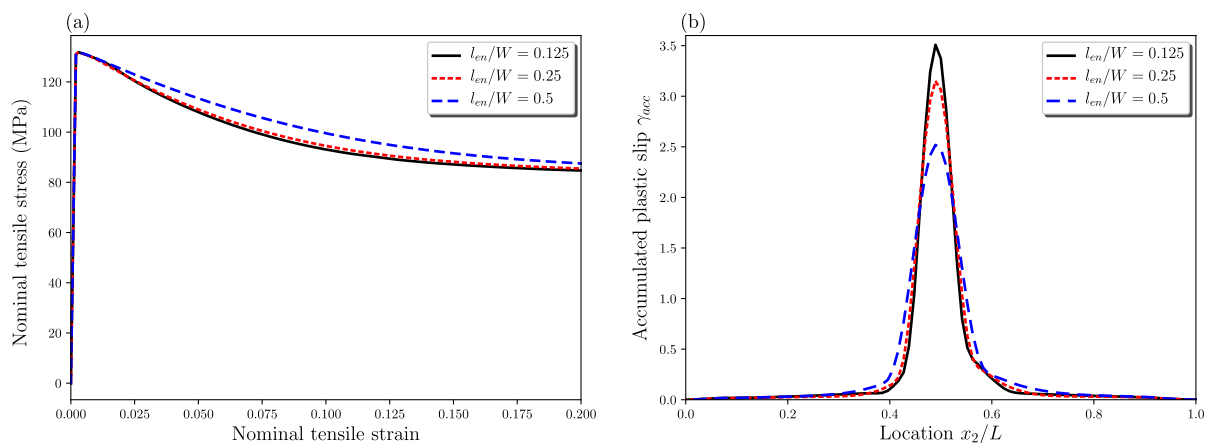 (a)
l_en/W = 0.125
l_en/W = 0.25
l_en/W = 0.5
Nominal tensile stress (MPa)
120
100
80
60
40
20
0
0.000 0.025 0.050 0.075 0.100 0.125 0.150 0.175 0.200
Nominal tensile strain
(b)
l_en/W = 0.125
l_en/W = 0.25
l_en/W = 0.5
Accumulated plastic slip γ_acc
3.5
3.0
2.5
2.0
1.5
1.0
0.5
0.0
0.0 0.2 0.4 0.6 0.8 1.0
Location x_2/L